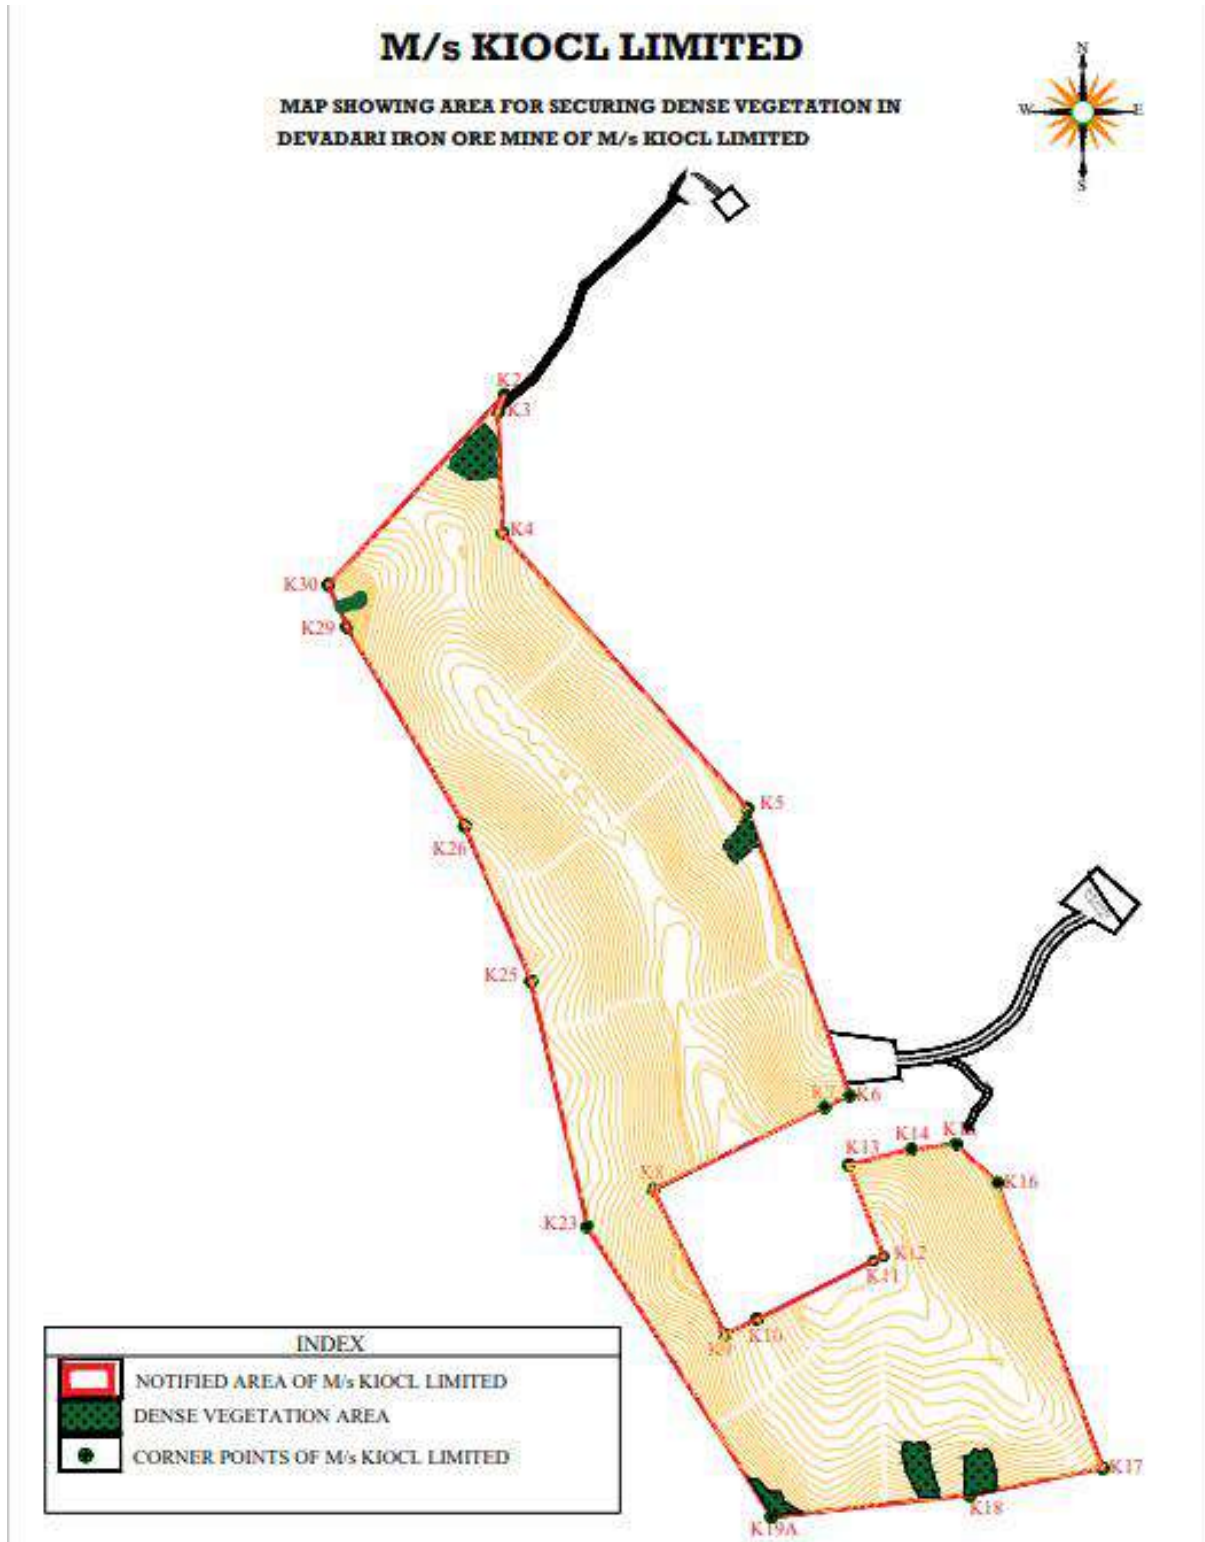 M/s KIOCL LIMITED
MAP SHOWING AREA FOR SECURING DENSE VEGETATION IN
DEVADARI IRON ORE MINE OF M/s KIOCL LIMITED
N
W
E
S
K2
K3
K4
K30
K29
K5
K26
K25
K6
K7
K14
K13
K16
K8
K23
K12
K11
K10
K17
K18
K19A
INDEX
NOTIFIED AREA OF M/s KIOCL LIMITED
DENSE VEGETATION AREA
CORNER POINTS OF M/s KIOCL LIMITED